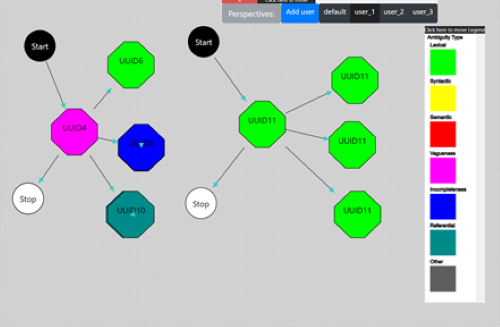 Click here to move
Perspectives: Add user default user_1 user_2 user_3
Start
UUID6
UUID4
Stop
UUID10
Start
UUID11
UUID11
UUID11
Stop
UUID11
Click here to move Legend
Ambiguity Type
Lexical
Syntactic
Semantic
Vagueness
Incompleteness
Referential
Other